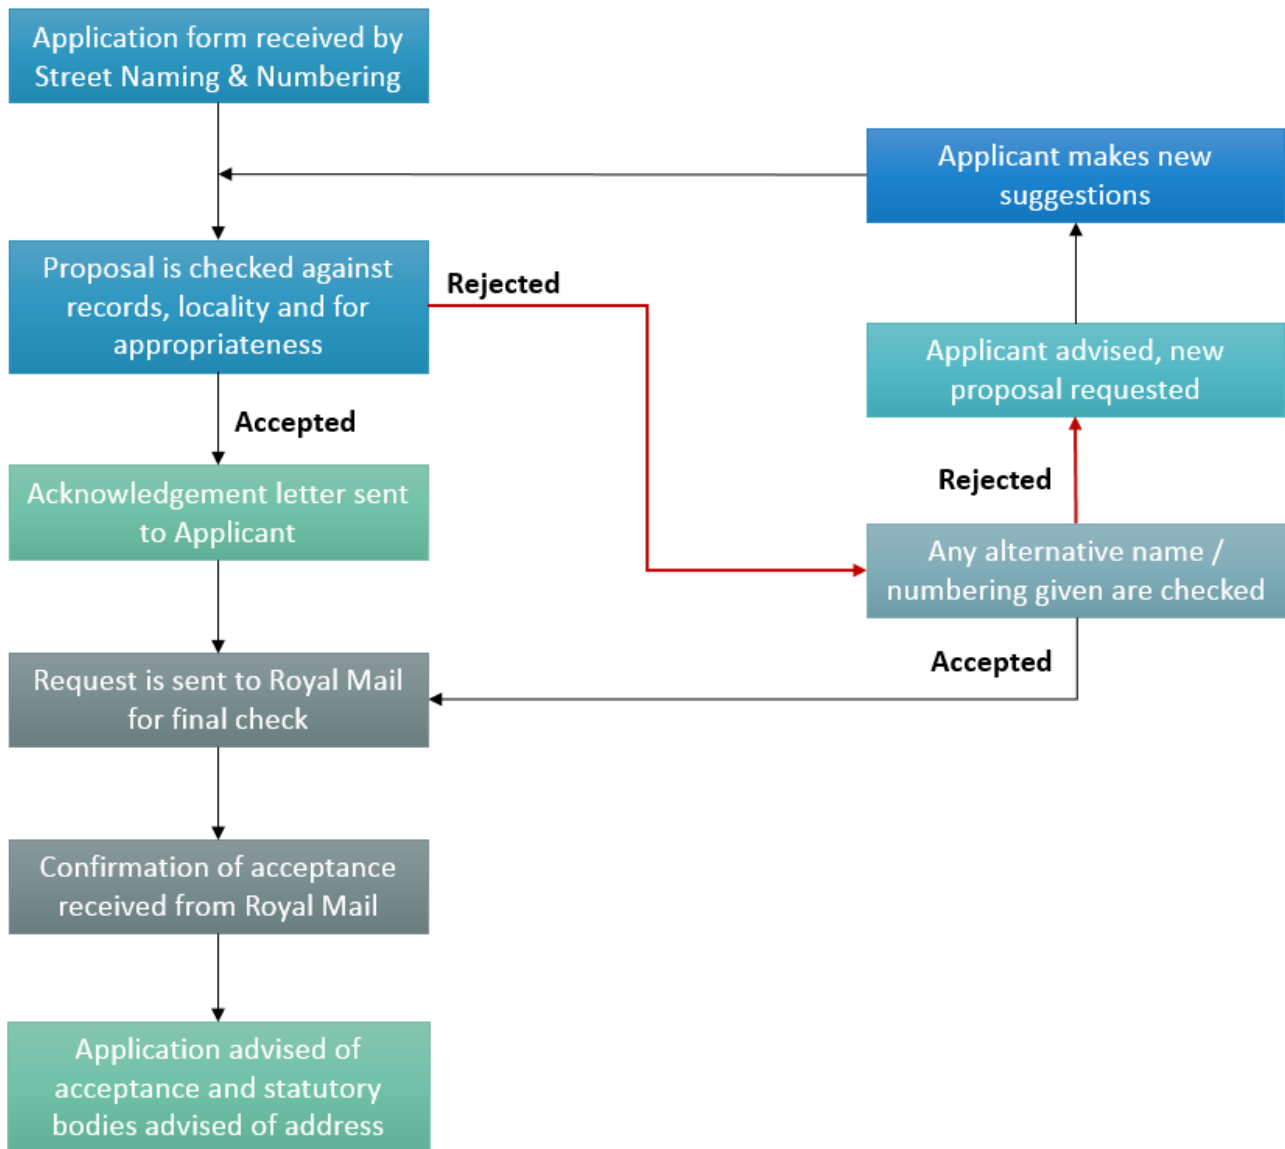 Application form received by
Street Naming & Numbering
Applicant makes new
suggestions
Proposal is checked against
records, locality and for
appropriateness
Rejected
Applicant advised, new
proposal requested
Accepted
Acknowledgement letter sent
to Applicant
Rejected
Any alternative name /
numbering given are checked
Accepted
Request is sent to Royal Mail
for final check
Confirmation of acceptance
received from Royal Mail
Application advised of
acceptance and statutory
bodies advised of address